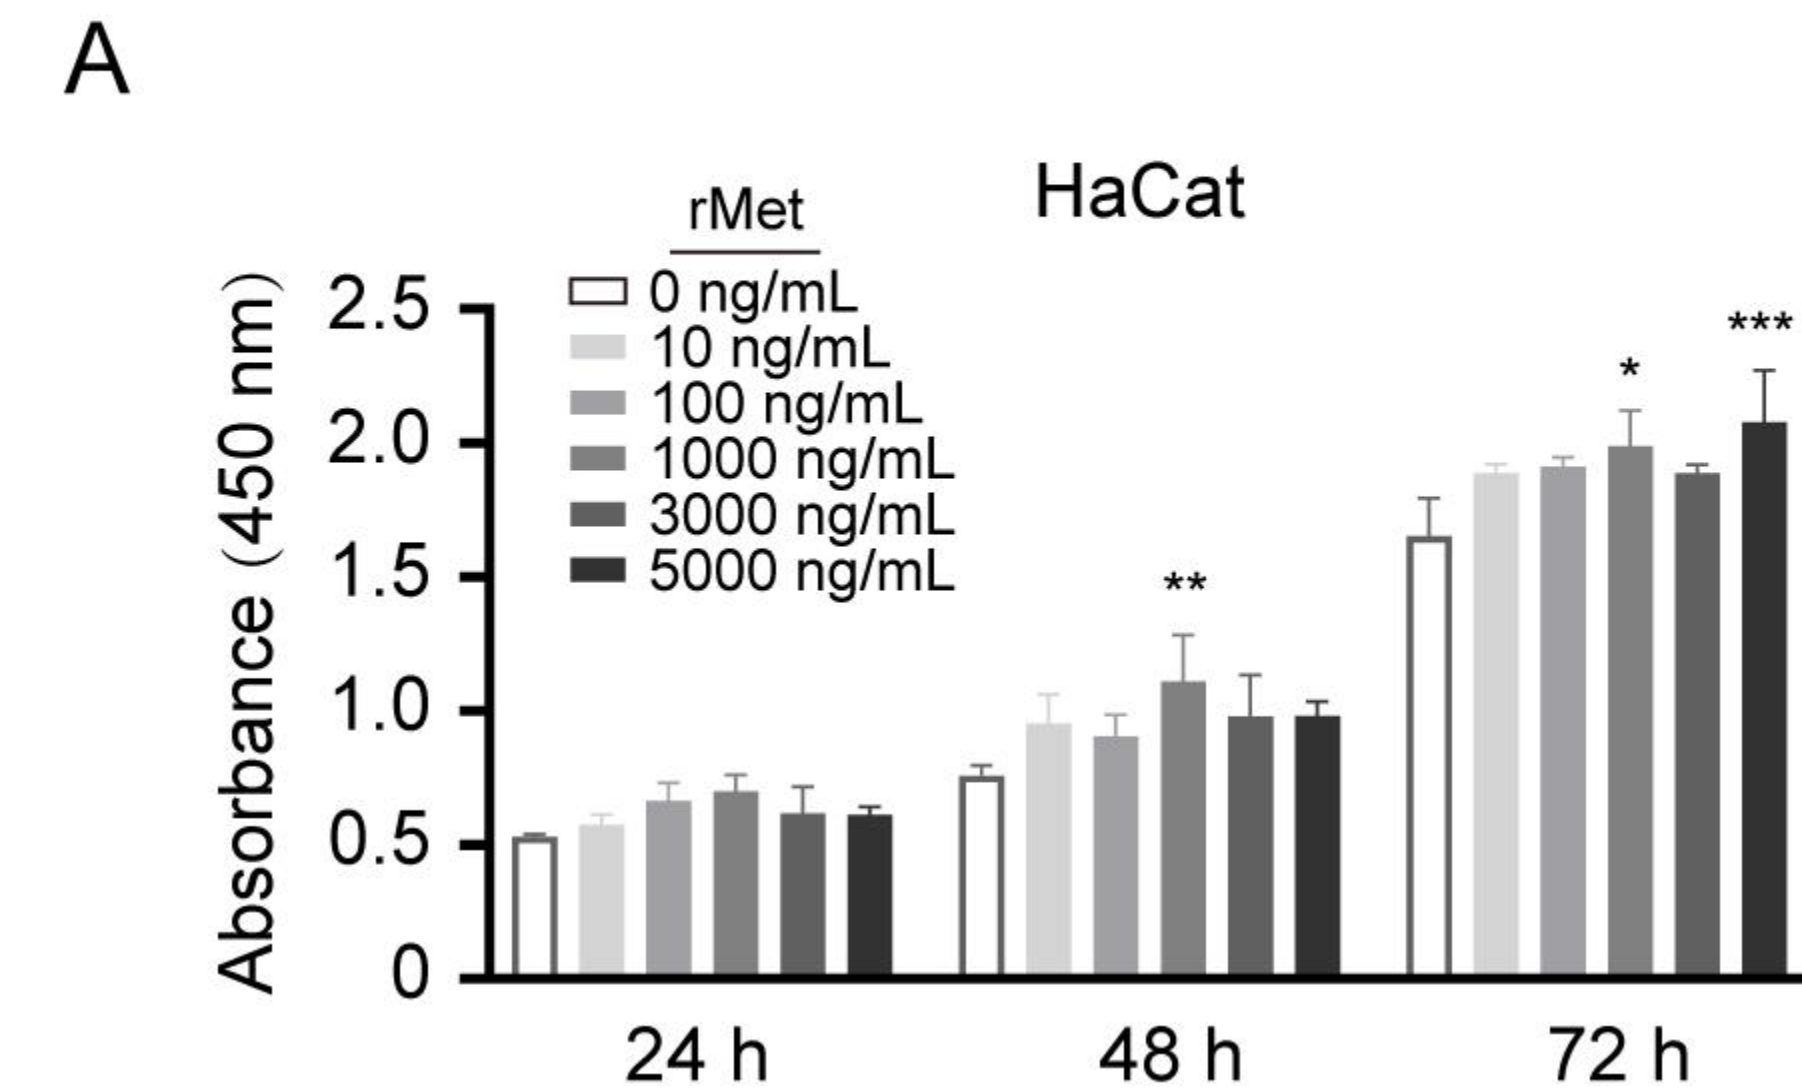 A
HaCat
rMet
0 ng/mL
10 ng/mL
100 ng/mL
1000 ng/mL
3000 ng/mL
5000 ng/mL
Absorbance (450 nm)
2.5
2.0
1.5
1.0
0.5
0
**
*
***
24 h
48 h
72 h